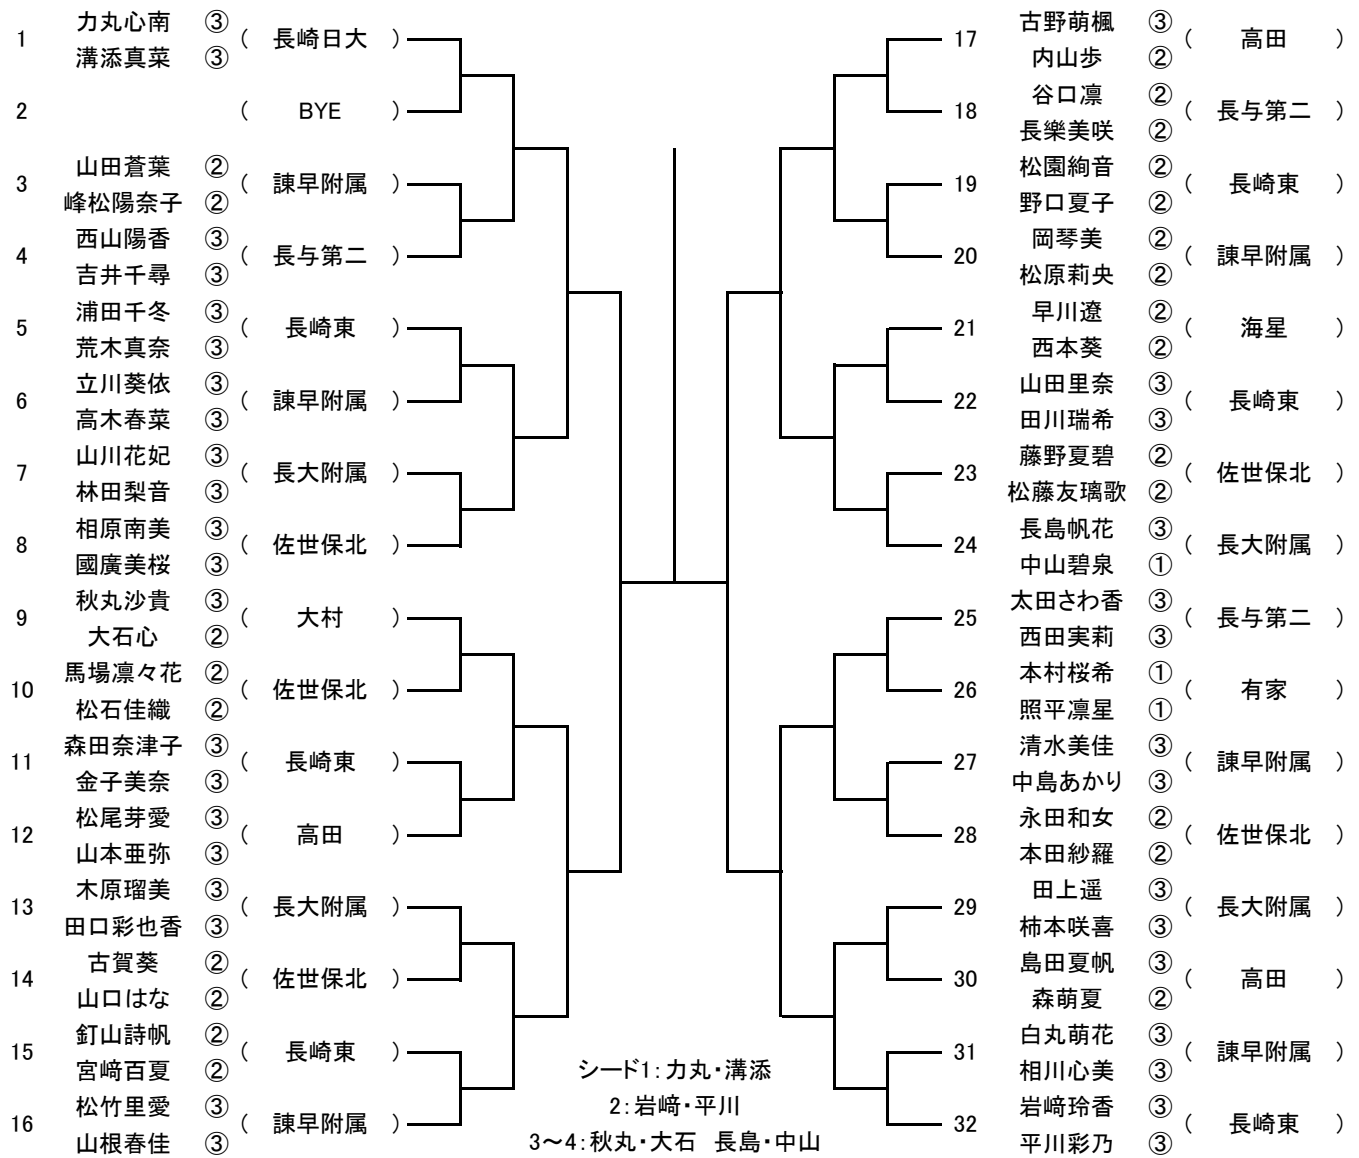 1 力丸心南 ③ ( 長崎日大 )
溝添真菜 ③
2 ( BYE )
3 山田蒼葉 ② ( 諫早附属 )
峰松陽奈子 ②
4 西山陽香 ③ ( 長与第二 )
吉井千尋 ③
5 浦田千冬 ③ ( 長崎東 )
荒木真奈 ③
6 立川葵依 ③ ( 諫早附属 )
高木春菜 ③
7 山川花妃 ③ ( 長大附属 )
林田梨音 ③
8 相原南美 ③ ( 佐世保北 )
國廣美桜 ③
9 秋丸沙貴 ③ ( 大村 )
大石心 ②
10 馬場凛々花 ② ( 佐世保北 )
松石佳織 ②
11 森田奈津子 ③ ( 長崎東 )
金子美奈 ③
12 松尾芽愛 ③ ( 高田 )
山本亜弥 ③
13 木原瑠美 ③ ( 長大附属 )
田口彩也香 ③
14 古賀葵 ② ( 佐世保北 )
山口はな ②
15 釘山詩帆 ② ( 長崎東 )
宮﨑百夏 ②
16 松竹里愛 ③ ( 諫早附属 )
山根春佳 ③
17 古野萌楓 ③ ( 高田 )
内山歩 ②
18 谷口凛 ② ( 長与第二 )
長樂美咲 ②
19 松園絢音 ② ( 長崎東 )
野口夏子 ②
20 岡琴美 ② ( 諫早附属 )
松原莉央 ②
21 早川遼 ② ( 海星 )
西本葵 ②
22 山田里奈 ③ ( 長崎東 )
田川瑞希 ③
23 藤野夏碧 ② ( 佐世保北 )
松藤友璃歌 ②
24 長島帆花 ③ ( 長大附属 )
中山碧泉 ①
25 太田さわ香 ③ ( 長与第二 )
西田実莉 ③
26 本村桜希 ① ( 有家 )
照平凛星 ①
27 清水美佳 ③ ( 諫早附属 )
中島あかり ③
28 永田和女 ② ( 佐世保北 )
本田紗羅 ②
29 田上遥 ③ ( 長大附属 )
柿本咲喜 ③
30 島田夏帆 ③ ( 高田 )
森萌夏 ②
31 白丸萌花 ③ ( 諫早附属 )
相川心美 ③
32 岩﨑玲香 ③ ( 長崎東 )
平川彩乃 ③
シード1:力丸・溝添
2:岩﨑・平川
3～4:秋丸・大石 長島・中山